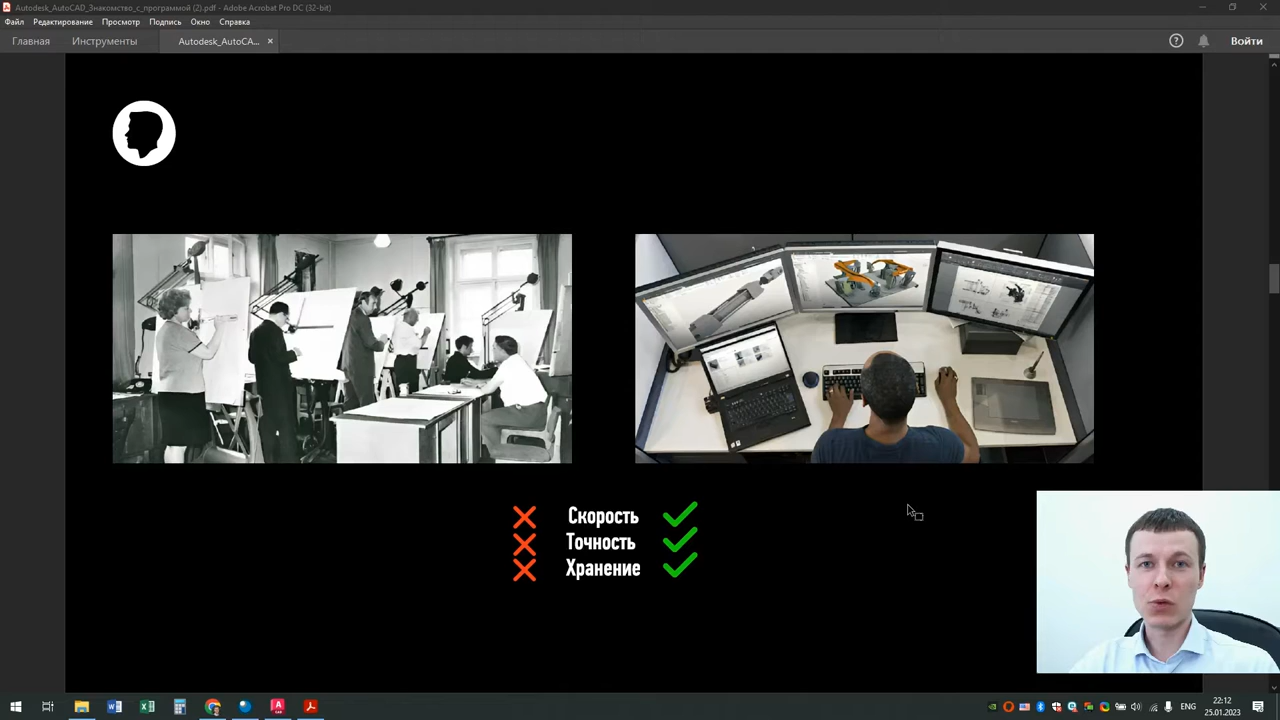 Autodesk_AutoCAD_Знакомство_с_программой (2).pdf - Adobe Acrobat Pro DC (32-bit)
Файл Редактирование Просмотр Подпись Окно Справка
Главная Инструменты Autodesk_AutoCA... × ? Войти
Скорость
Точность
Хранение
ENG
22:12
25.01.2023